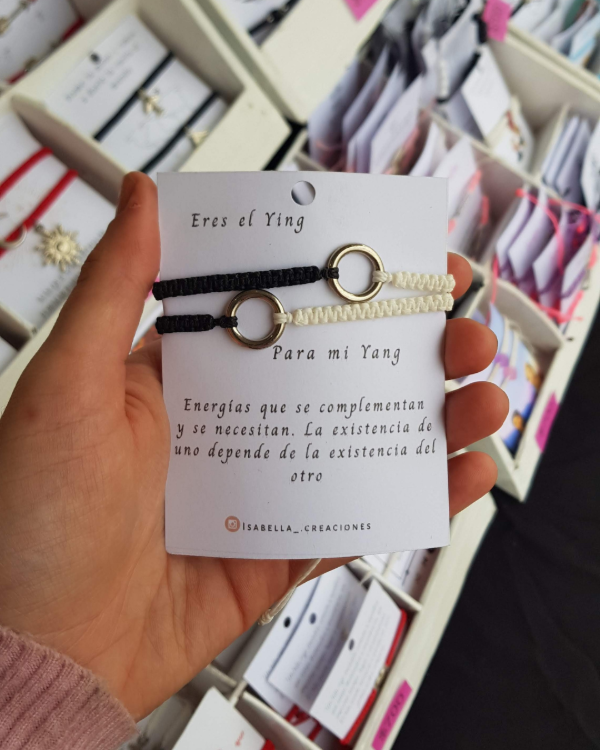 Eres el Ying
Para mi Yang
Energías que se complementan
y se necesitan. La existencia de
uno depende de la existencia del
otro
ISABELLA_.CREACIONES